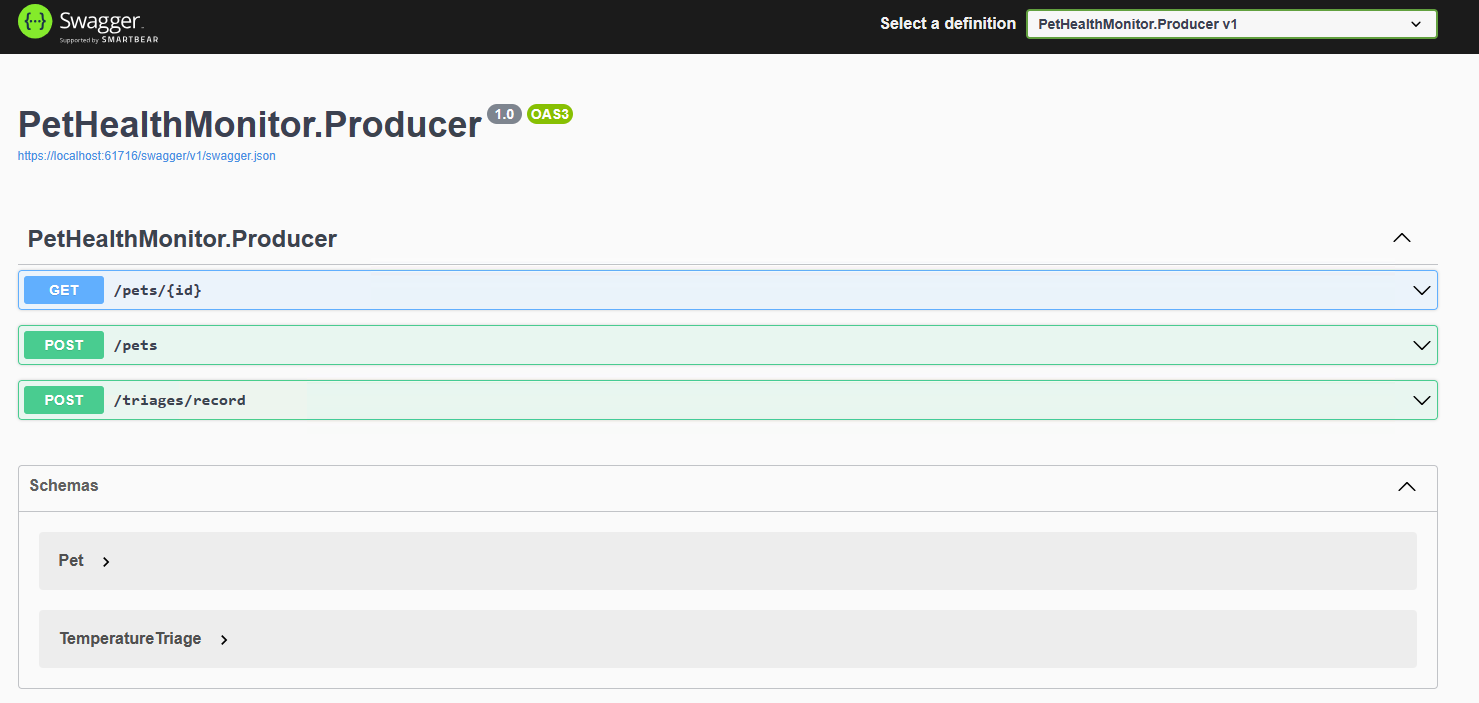 Swagger
Supported by SMARTBEAR
Select a definition
PetHealthMonitor.Producer v1
PetHealthMonitor.Producer 1.0 OAS3
https://localhost:61716/swagger/v1/swagger.json
PetHealthMonitor.Producer
GET /pets/{id}
POST /pets
POST /triages/record
Schemas
Pet
TemperatureTriage